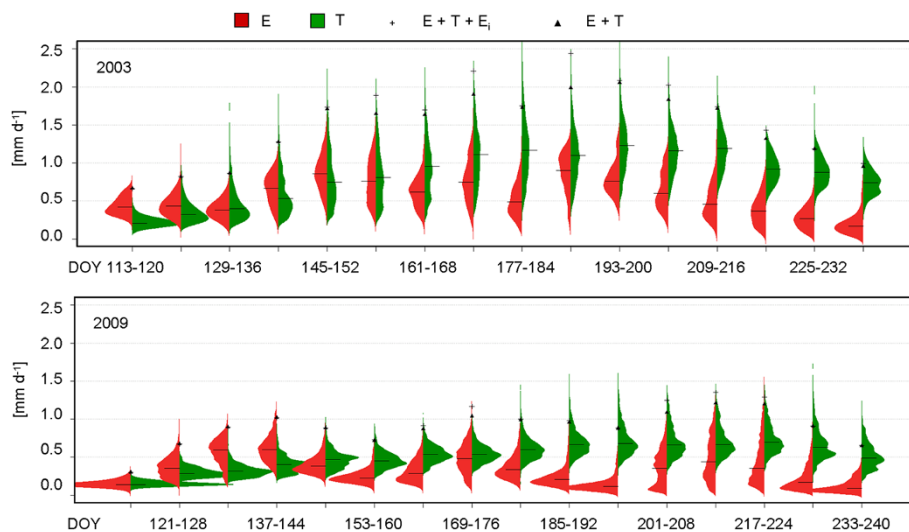 E T + E + T + Eᵢ ▲ E + T
2003
[mm d⁻¹]
2.5
2.0
1.5
1.0
0.5
0.0
DOY 113-120 129-136 145-152 161-168 177-184 193-200 209-216 225-232
2009
[mm d⁻¹]
2.5
2.0
1.5
1.0
0.5
0.0
DOY 121-128 137-144 153-160 169-176 185-192 201-208 217-224 233-240